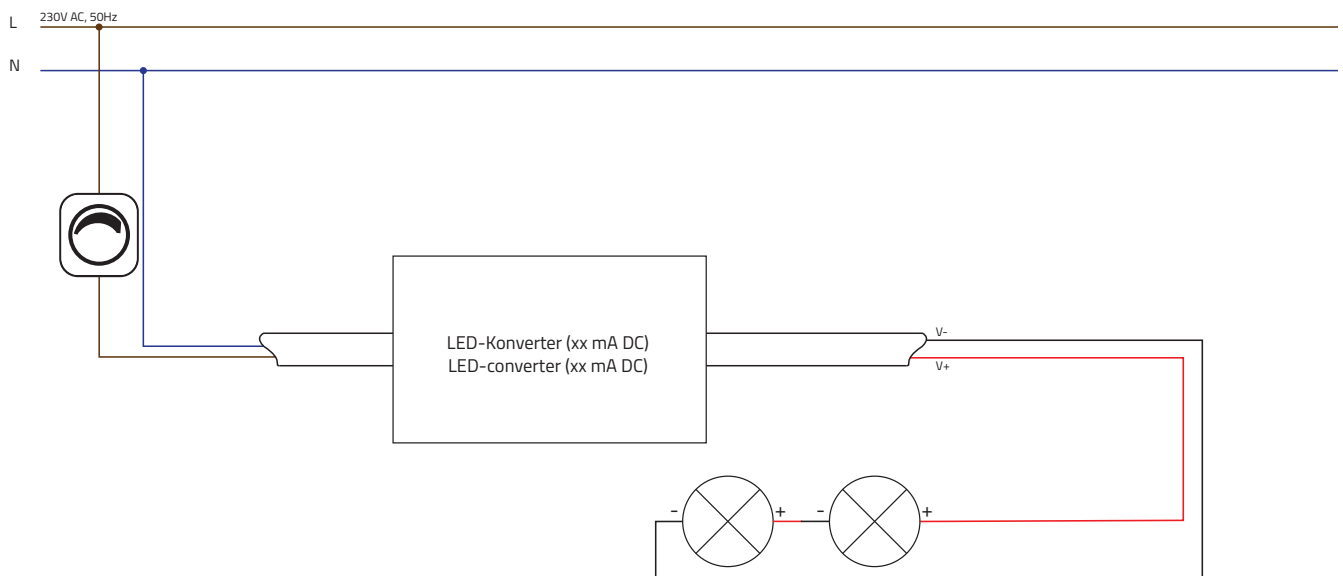 L
230V AC, 50Hz
N
LED-Konverter (xx mA DC)
LED-converter (xx mA DC)
V-
V+
- + - +